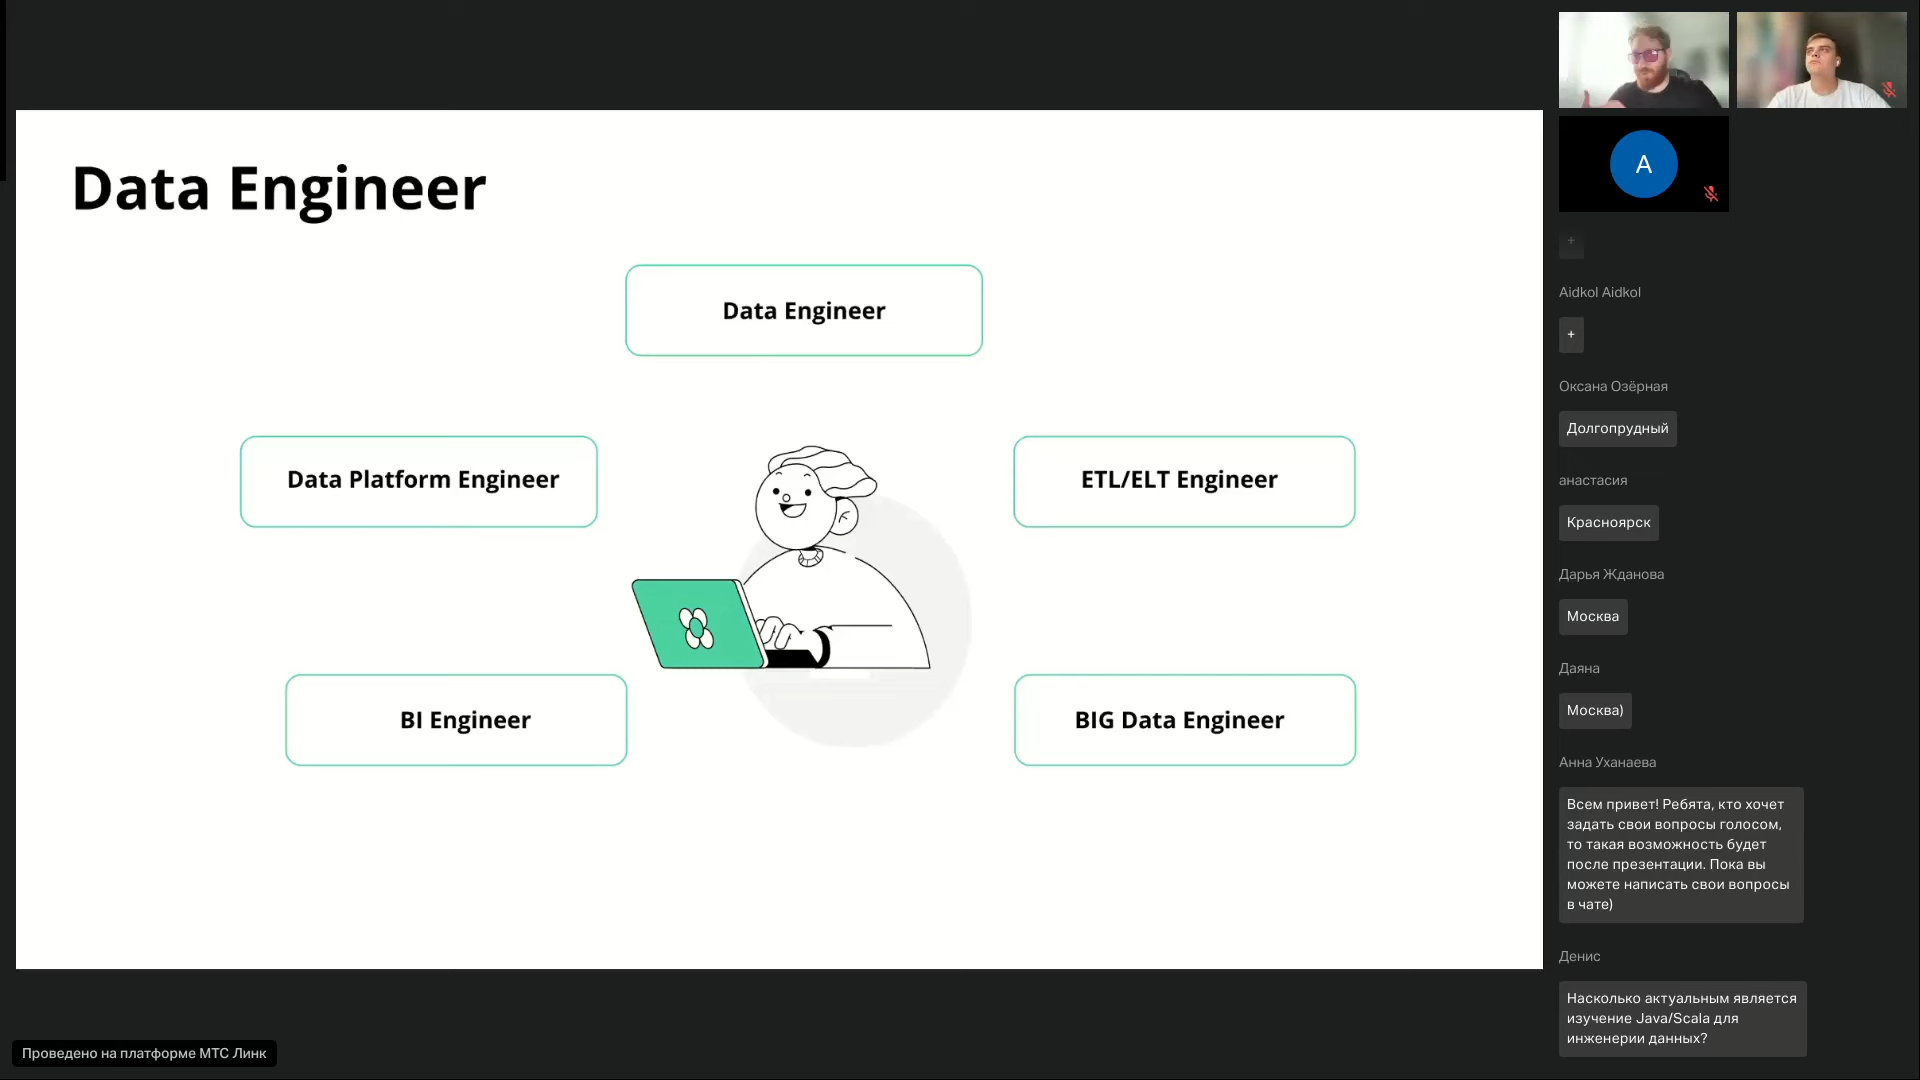 Data Engineer
Data Engineer
Data Platform Engineer
ETL/ELT Engineer
BI Engineer
BIG Data Engineer
A
+
Aidkol Aidkol
+
Оксана Озёрная
Долгопрудный
анастасия
Красноярск
Дарья Жданова
Москва
Даяна
Москва)
Анна Уханаева
Всем привет! Ребята, кто хочет
задать свои вопросы голосом,
то такая возможность будет
после презентации. Пока вы
можете написать свои вопросы
в чате)
Денис
Насколько актуальным является
изучение Java/Scala для
инженерии данных?
Проведено на платформе МТС Линк